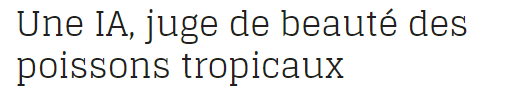 Une IA, juge de beauté des
poissons tropicaux